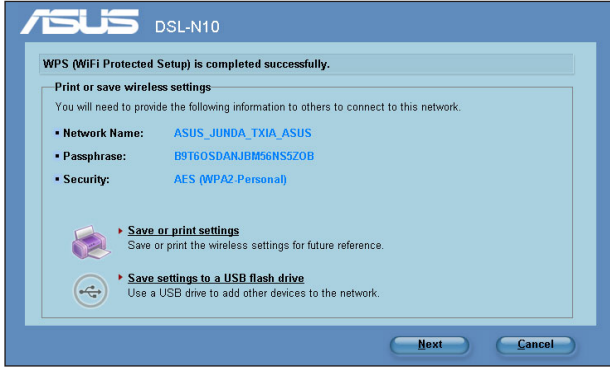 ASUS DSL-N10
WPS (WiFi Protected Setup) is completed successfully.
Print or save wireless settings
You will need to provide the following information to others to connect to this network.
Network Name: ASUS_JUNDA_TXIA_ASUS
Passphrase: B9T6OSDANJBM56NS5ZOB
Security: AES (WPA2-Personal)
Save or print settings
Save or print the wireless settings for future reference.
Save settings to a USB flash drive
Use a USB drive to add other devices to the network.
Next Cancel